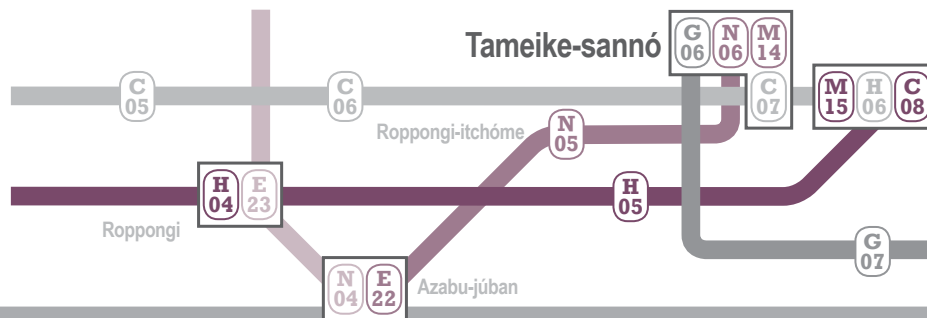 G 06
N 06
M 14
Tameike-sannó
C 05
C 06
C 07
M 15
H 06
C 08
N 05
Roppongi-itchóme
H 04
E 23
H 05
Roppongi
G 07
N 04
E 22
Azabu-júban